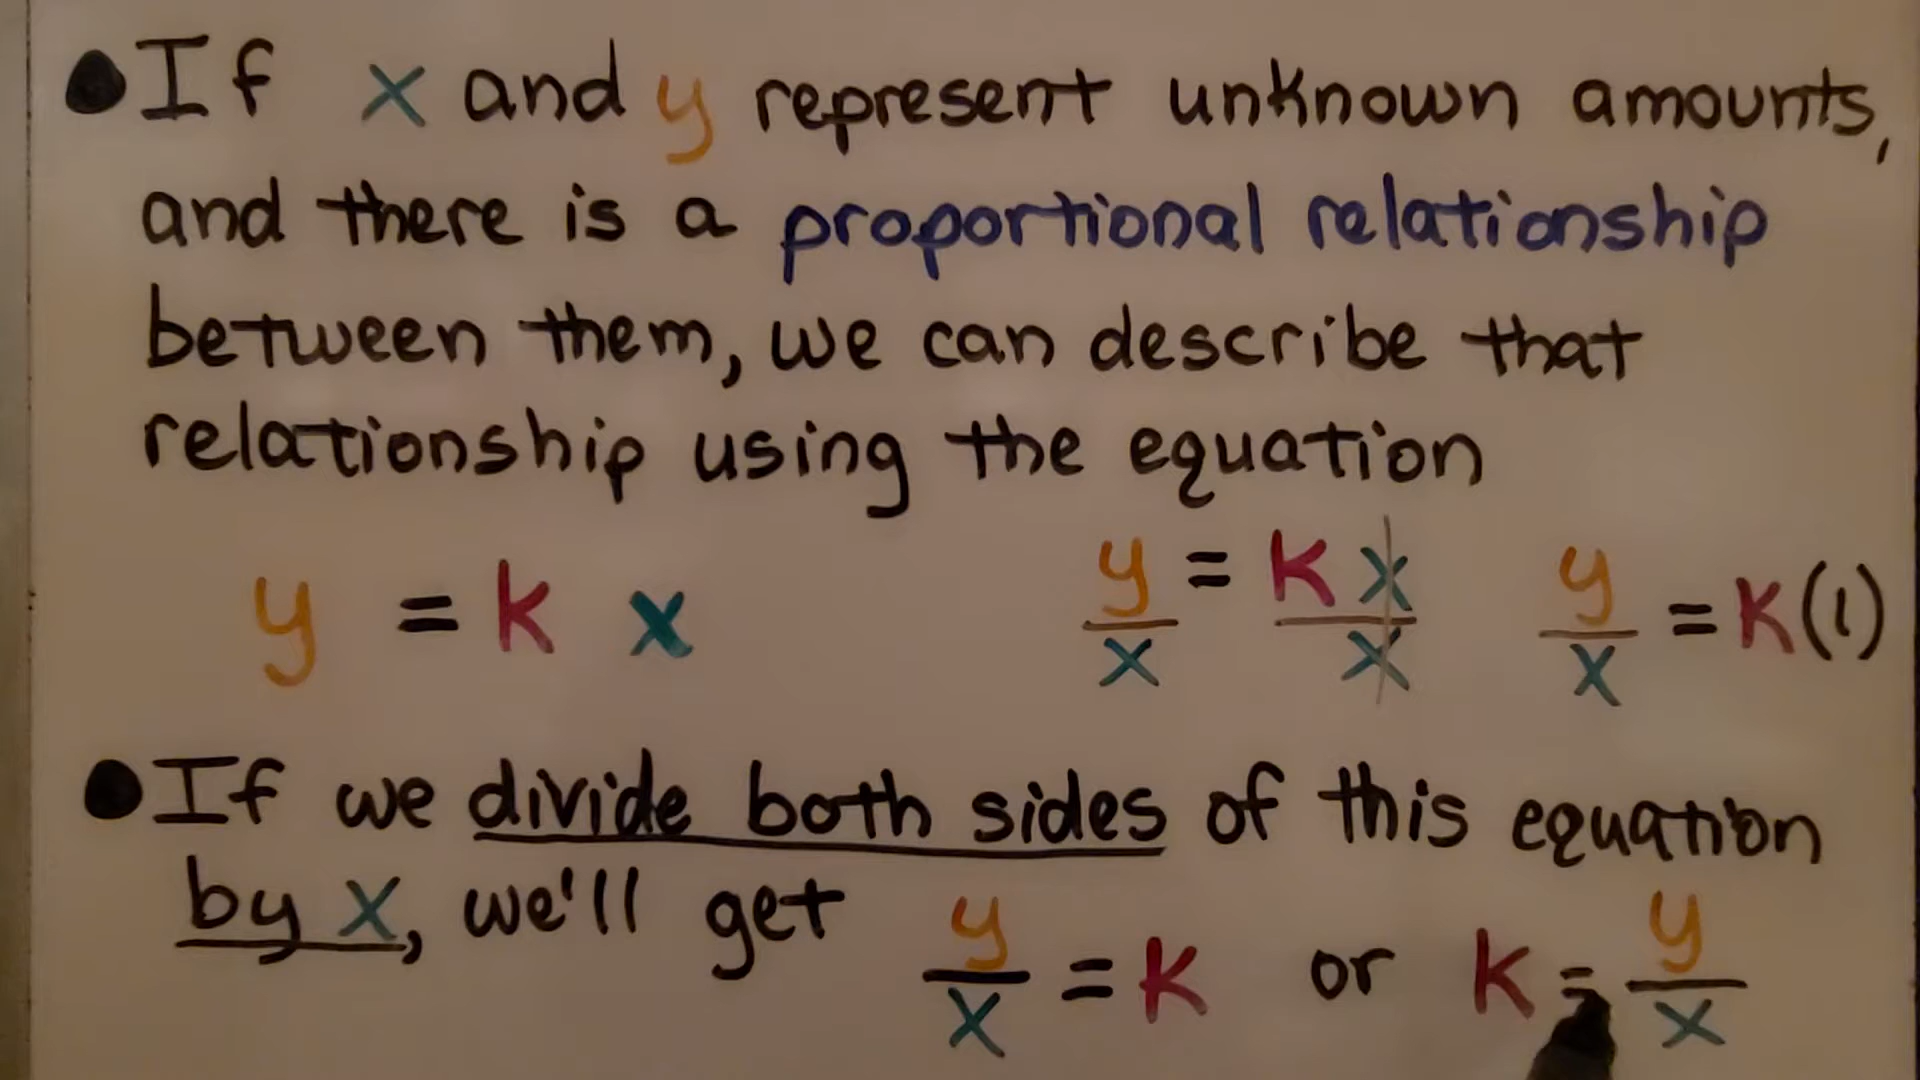 ●If x and y represent unknown amounts,
and there is a proportional relationship
between them, we can describe that
relationship using the equation
y = k x    y/x = kx/x    y/x = k(1)
●If we divide both sides of this equation
by x, we'll get y/x = k or k = y/x